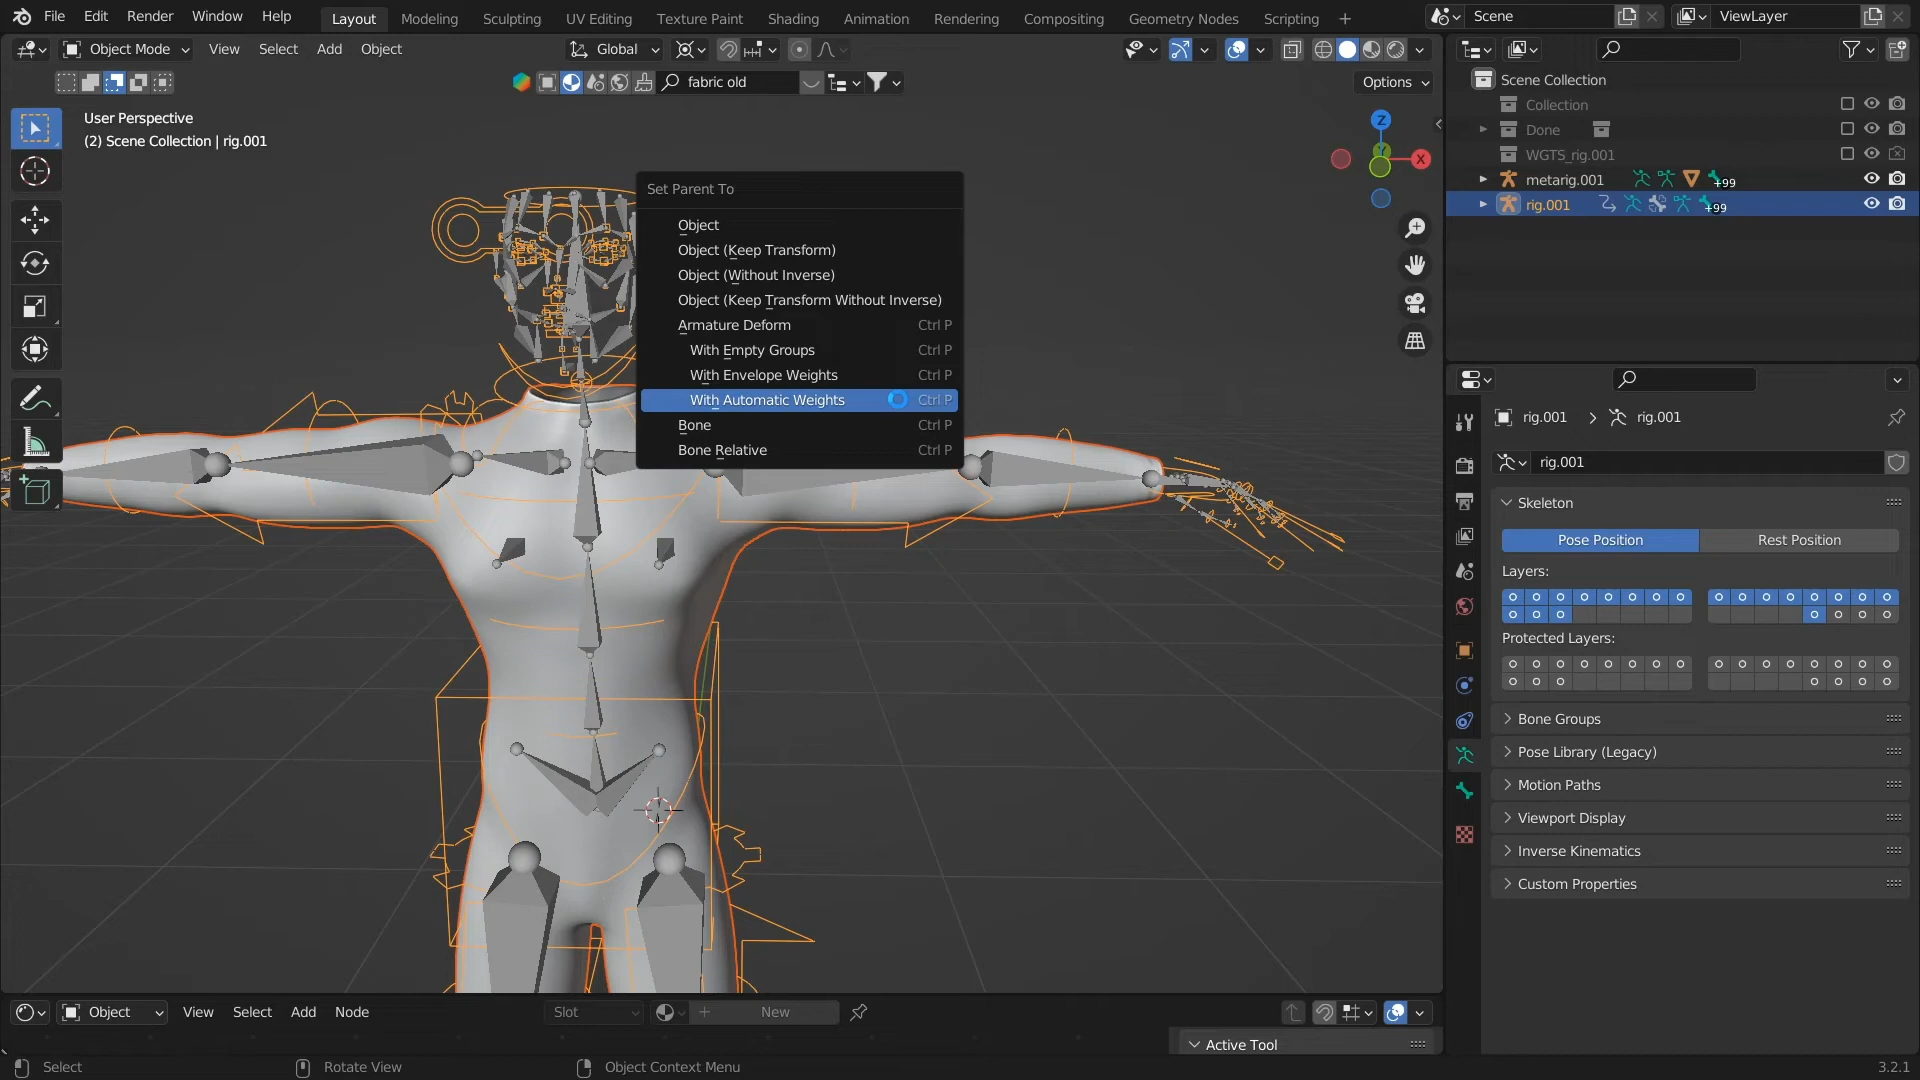 File Edit Render Window Help Layout Modeling Sculpting UV Editing Texture Paint Shading Animation Rendering Compositing Geometry Nodes Scripting + Scene ViewLayer
Object Mode View Select Add Object Global
fabric old Options
User Perspective
(2) Scene Collection | rig.001
Z
X
Set Parent To
Object
Object (Keep Transform)
Object (Without Inverse)
Object (Keep Transform Without Inverse)
Armature Deform Ctrl P
With Empty Groups Ctrl P
With Envelope Weights Ctrl P
With Automatic Weights Ctrl P
Bone Ctrl P
Bone Relative Ctrl P
Scene Collection
Collection
Done
WGTS_rig.001
metarig.001 +99
rig.001 +99
rig.001 > rig.001
rig.001
Skeleton
Pose Position Rest Position
Layers:
Protected Layers:
Bone Groups
Pose Library (Legacy)
Motion Paths
Viewport Display
Inverse Kinematics
Custom Properties
Object View Select Add Node Slot + New
Active Tool
Select Rotate View Object Context Menu 3.2.1